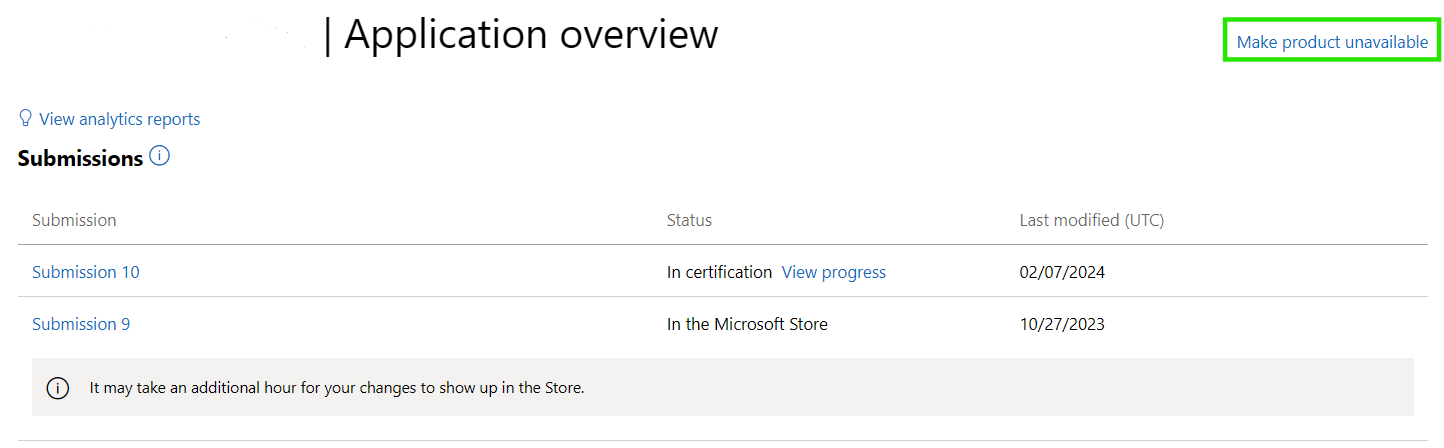 | Application overview
Make product unavailable
View analytics reports
Submissions
Submission Status Last modified (UTC)
Submission 10 In certification View progress 02/07/2024
Submission 9 In the Microsoft Store 10/27/2023
It may take an additional hour for your changes to show up in the Store.